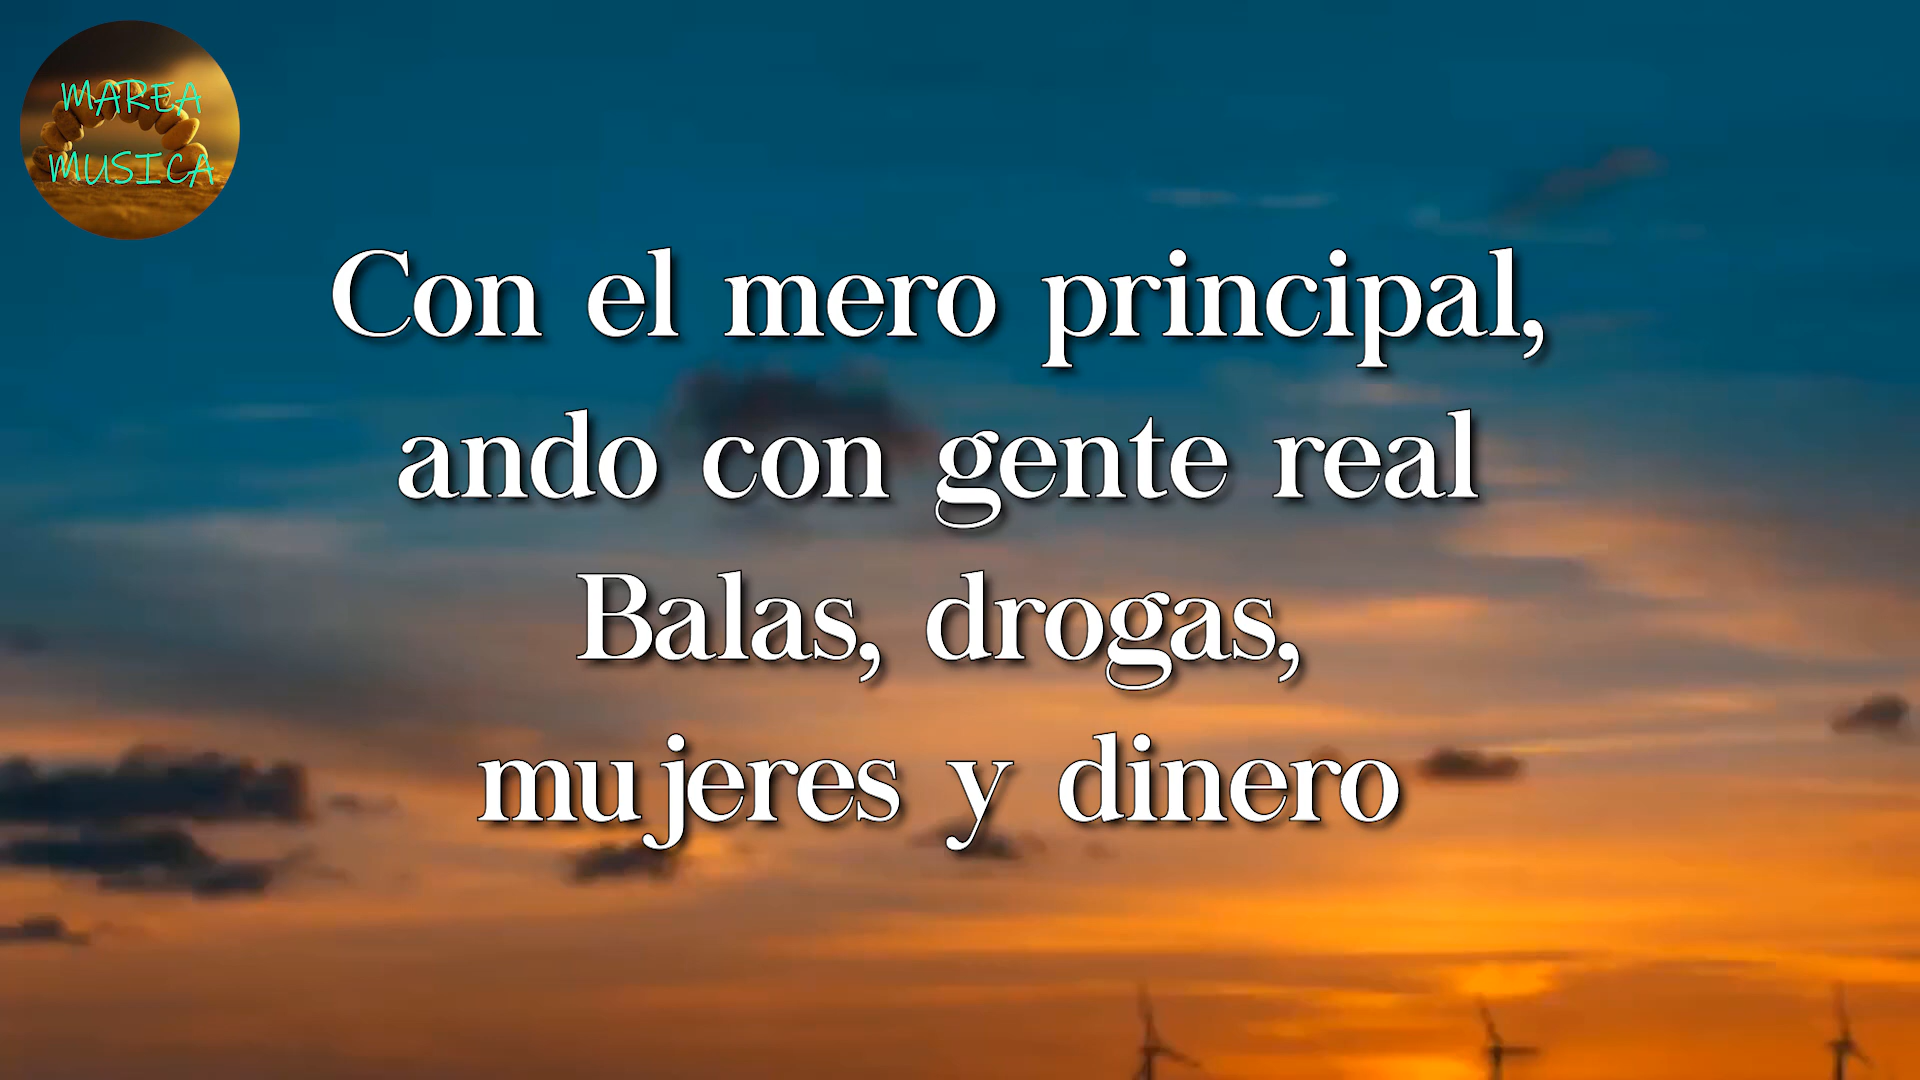 MAREA
MUSICA
Con el mero principal,
ando con gente real
Balas, drogas,
mujeres y dinero